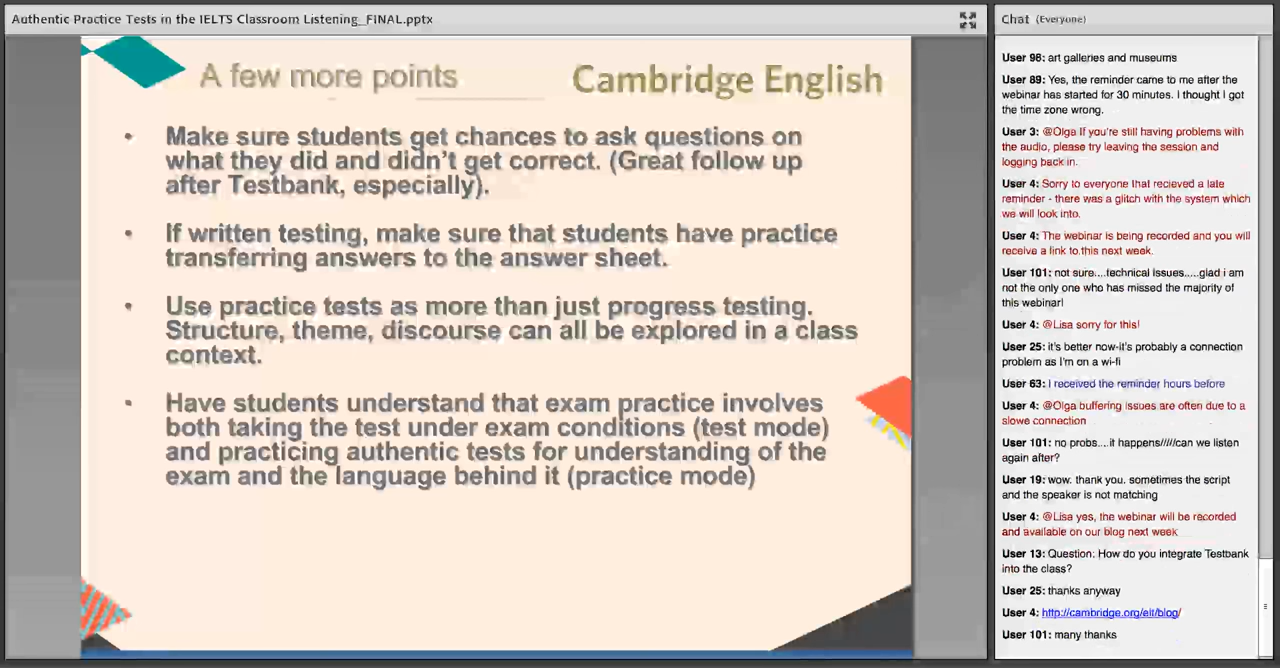 Authentic Practice Tests in the IELTS Classroom Listening_FINAL.pptx
A few more points
Cambridge English
• Make sure students get chances to ask questions on
what they did and didn't get correct. (Great follow up
after Testbank, especially).
• If written testing, make sure that students have practice
transferring answers to the answer sheet.
• Use practice tests as more than just progress testing.
Structure, theme, discourse can all be explored in a class
context.
• Have students understand that exam practice involves
both taking the test under exam conditions (test mode)
and practicing authentic tests for understanding of the
exam and the language behind it (practice mode)
Chat (Everyone)
User 98: art galleries and museums
User 89: Yes, the reminder came to me after the
webinar has started for 30 minutes. I thought I got
the time zone wrong.
User 3: @Olga If you're still having problems with
the audio, please try leaving the session and
logging back in.
User 4: Sorry to everyone that recieved a late
reminder - there was a glitch with the system which
we will look into.
User 4: The webinar is being recorded and you will
receive a link to this next week.
User 101: not sure....technical issues.....glad i am
not the only one who has missed the majority of
this webinar!
User 4: @Lisa sorry for this!
User 25: it's better now-it's probably a connection
problem as I'm on a wi-fi
User 63: I received the reminder hours before
User 4: @Olga buffering issues are often due to a
slowe connection
User 101: no probs....it happens/////can we listen
again after?
User 19: wow. thank you. sometimes the script
and the speaker is not matching
User 4: @Lisa yes, the webinar will be recorded
and available on our blog next week
User 13: Question: How do you integrate Testbank
into the class?
User 25: thanks anyway
User 4: http://cambridge.org/elt/blog/
User 101: many thanks